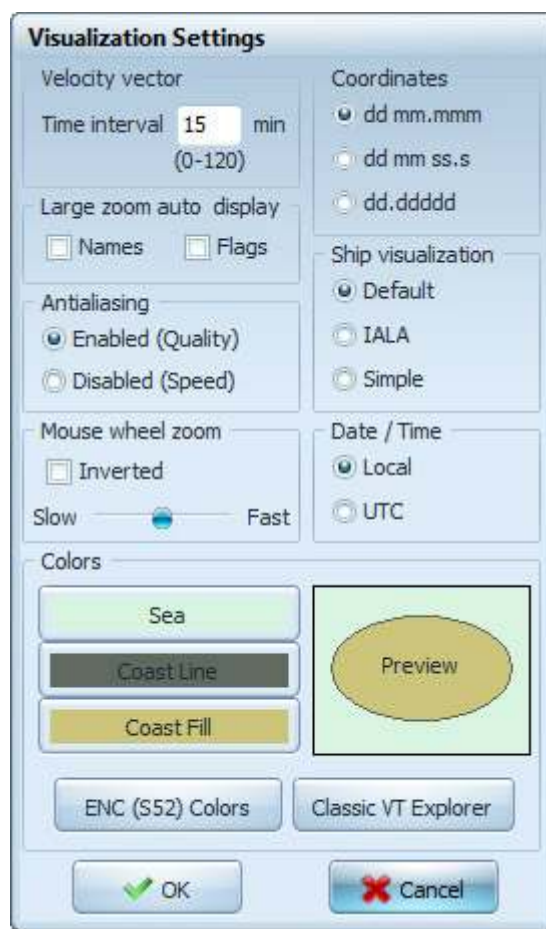 Visualization Settings
Velocity vector
Time interval 15 min
(0-120)
Large zoom auto display
Names Flags
Antialiasing
Enabled (Quality)
Disabled (Speed)
Mouse wheel zoom
Inverted
Slow Fast
Coordinates
dd mm.mmm
dd mm ss.s
dd.ddddd
Ship visualization
Default
IALA
Simple
Date / Time
Local
UTC
Colors
Sea
Coast Line
Coast Fill
Preview
ENC (S52) Colors
Classic VT Explorer
OK
Cancel